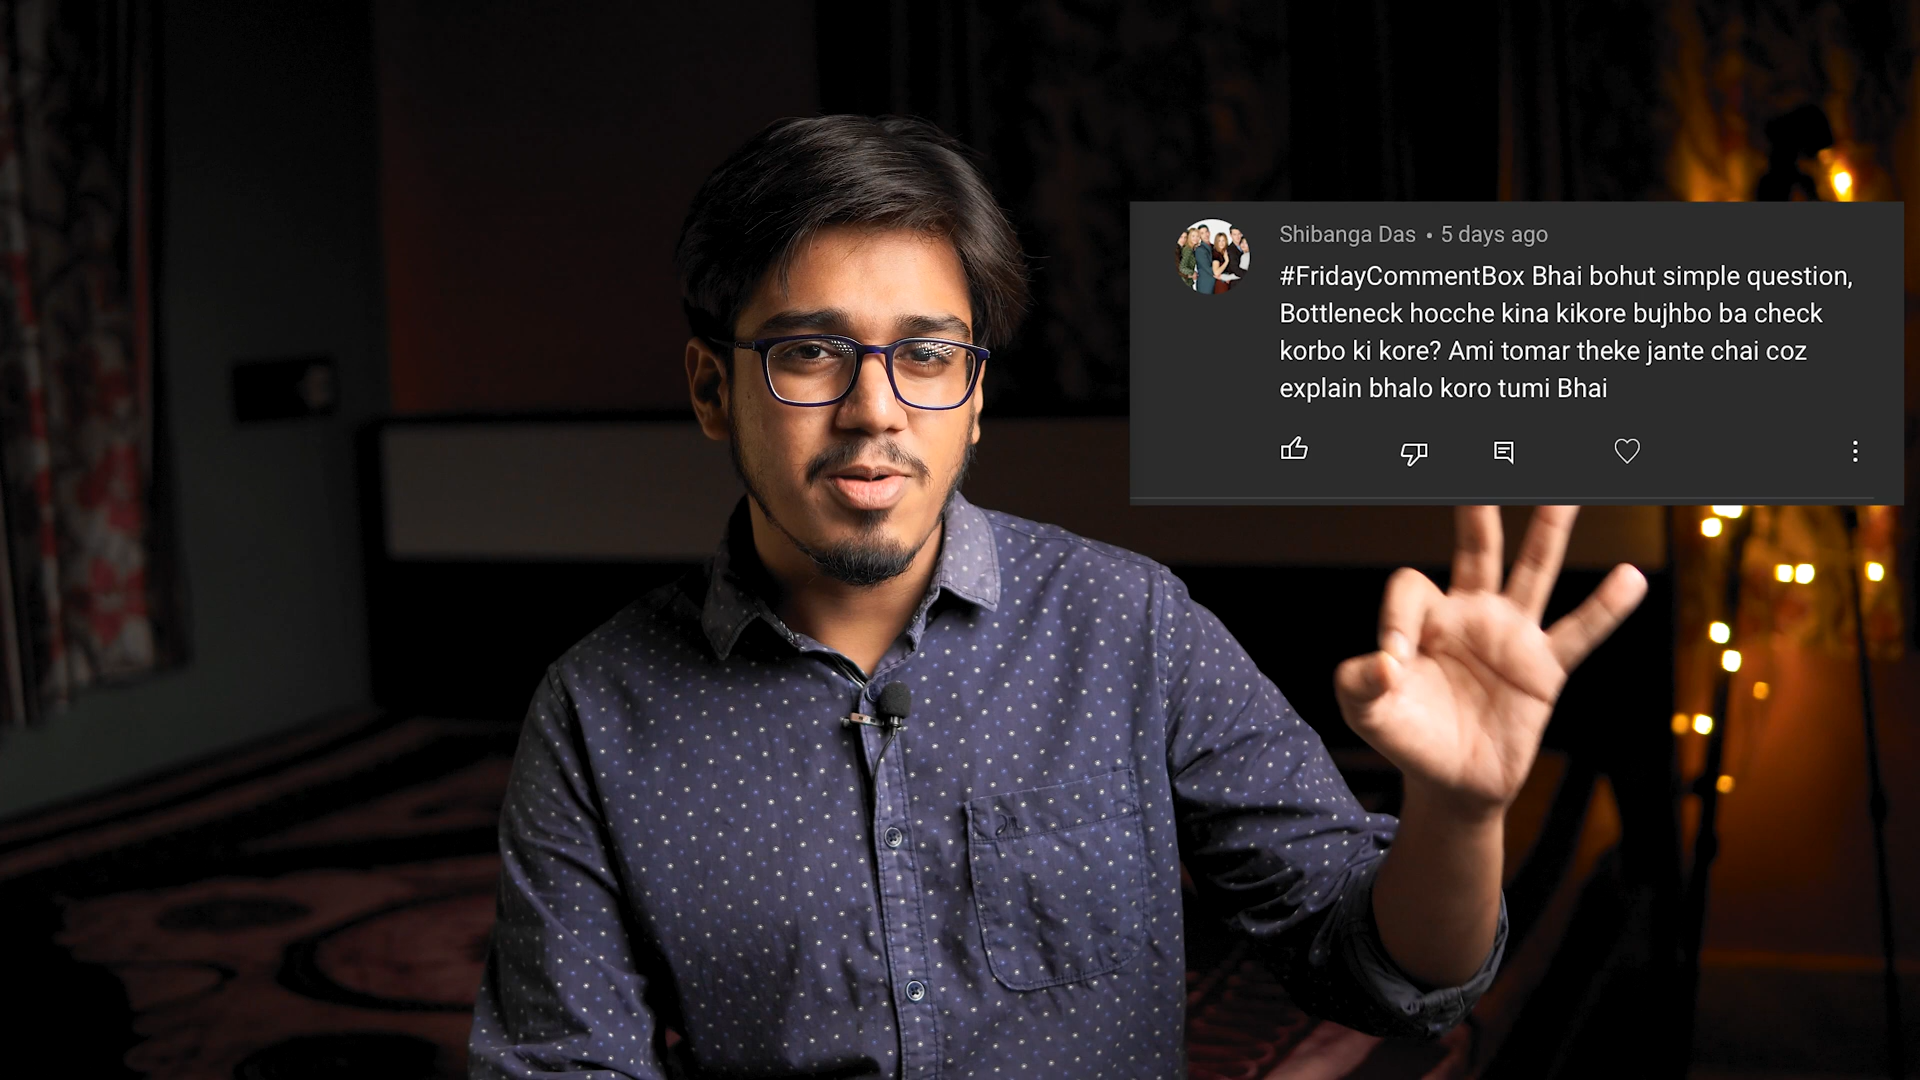 Shibanga Das • 5 days ago
#FridayCommentBox Bhai bohut simple question,
Bottleneck hocche kina kikore bujhbo ba check
korbo ki kore? Ami tomar theke jante chai coz
explain bhalo koro tumi Bhai